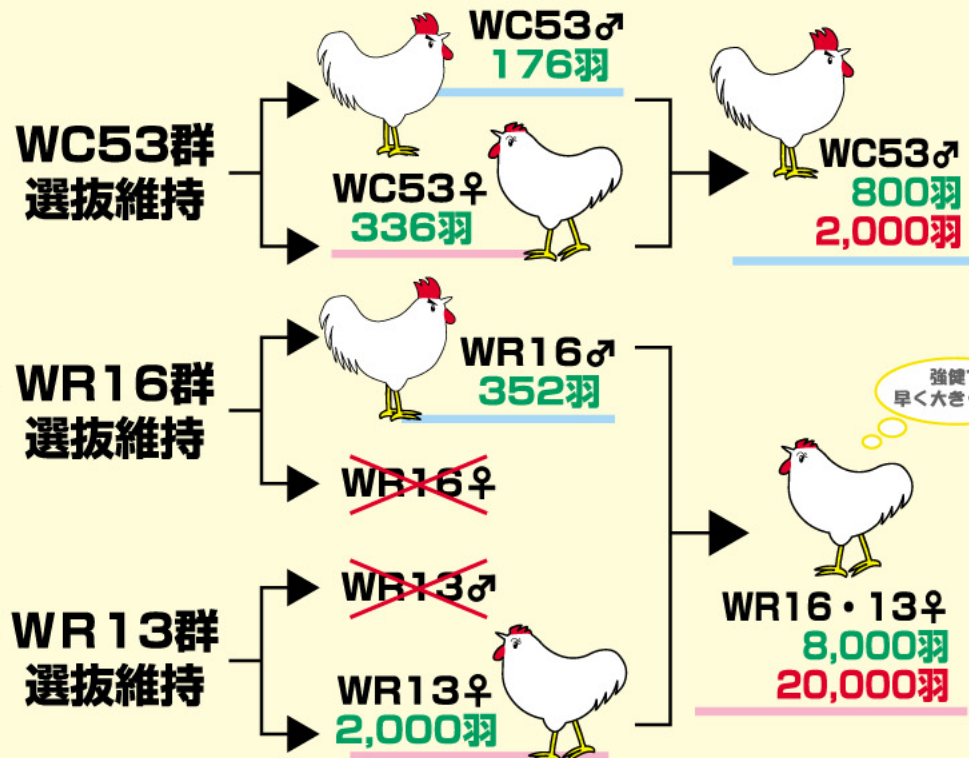 WC53群
選抜維持
WC53♂
176羽
WC53♀
336羽
WC53♂
800羽
2,000羽
WR16群
選抜維持
WR16♂
352羽
WR16♀
WR13群
選抜維持
WR13♂
WR13♀
2,000羽
強健
早く大き
WR16・13♀
8,000羽
20,000羽